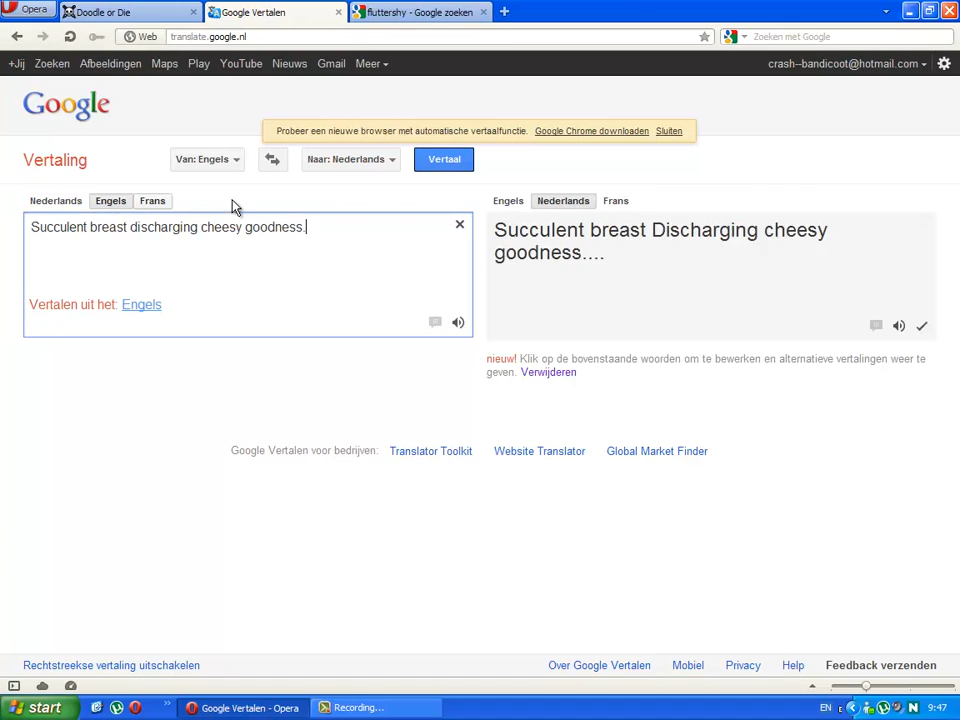 Opera
Doodle or Die
Google Vertalen
fluttershy - Google zoeken
Web
translate.google.nl
Zoeken met Google
+Jij Zoeken Afbeeldingen Maps Play YouTube Nieuws Gmail Meer
crash--bandicoot@hotmail.com
Google
Probeer een nieuwe browser met automatische vertaalfunctie. Google Chrome downloaden Sluiten
Vertaling
Van: Engels
Naar: Nederlands
Vertaal
Nederlands Engels Frans
Engels Nederlands Frans
Succulent breast discharging cheesy goodness.
Vertalen uit het: Engels
Succulent breast Discharging cheesy
goodness....
nieuw! Klik op de bovenstaande woorden om te bewerken en alternatieve vertalingen weer te
geven. Verwijderen
Google Vertalen voor bedrijven: Translator Toolkit Website Translator Global Market Finder
Rechtstreekse vertaling uitschakelen
Over Google Vertalen Mobiel Privacy Help Feedback verzenden
start
Google Vertalen - Opera
Recording...
EN
9:47